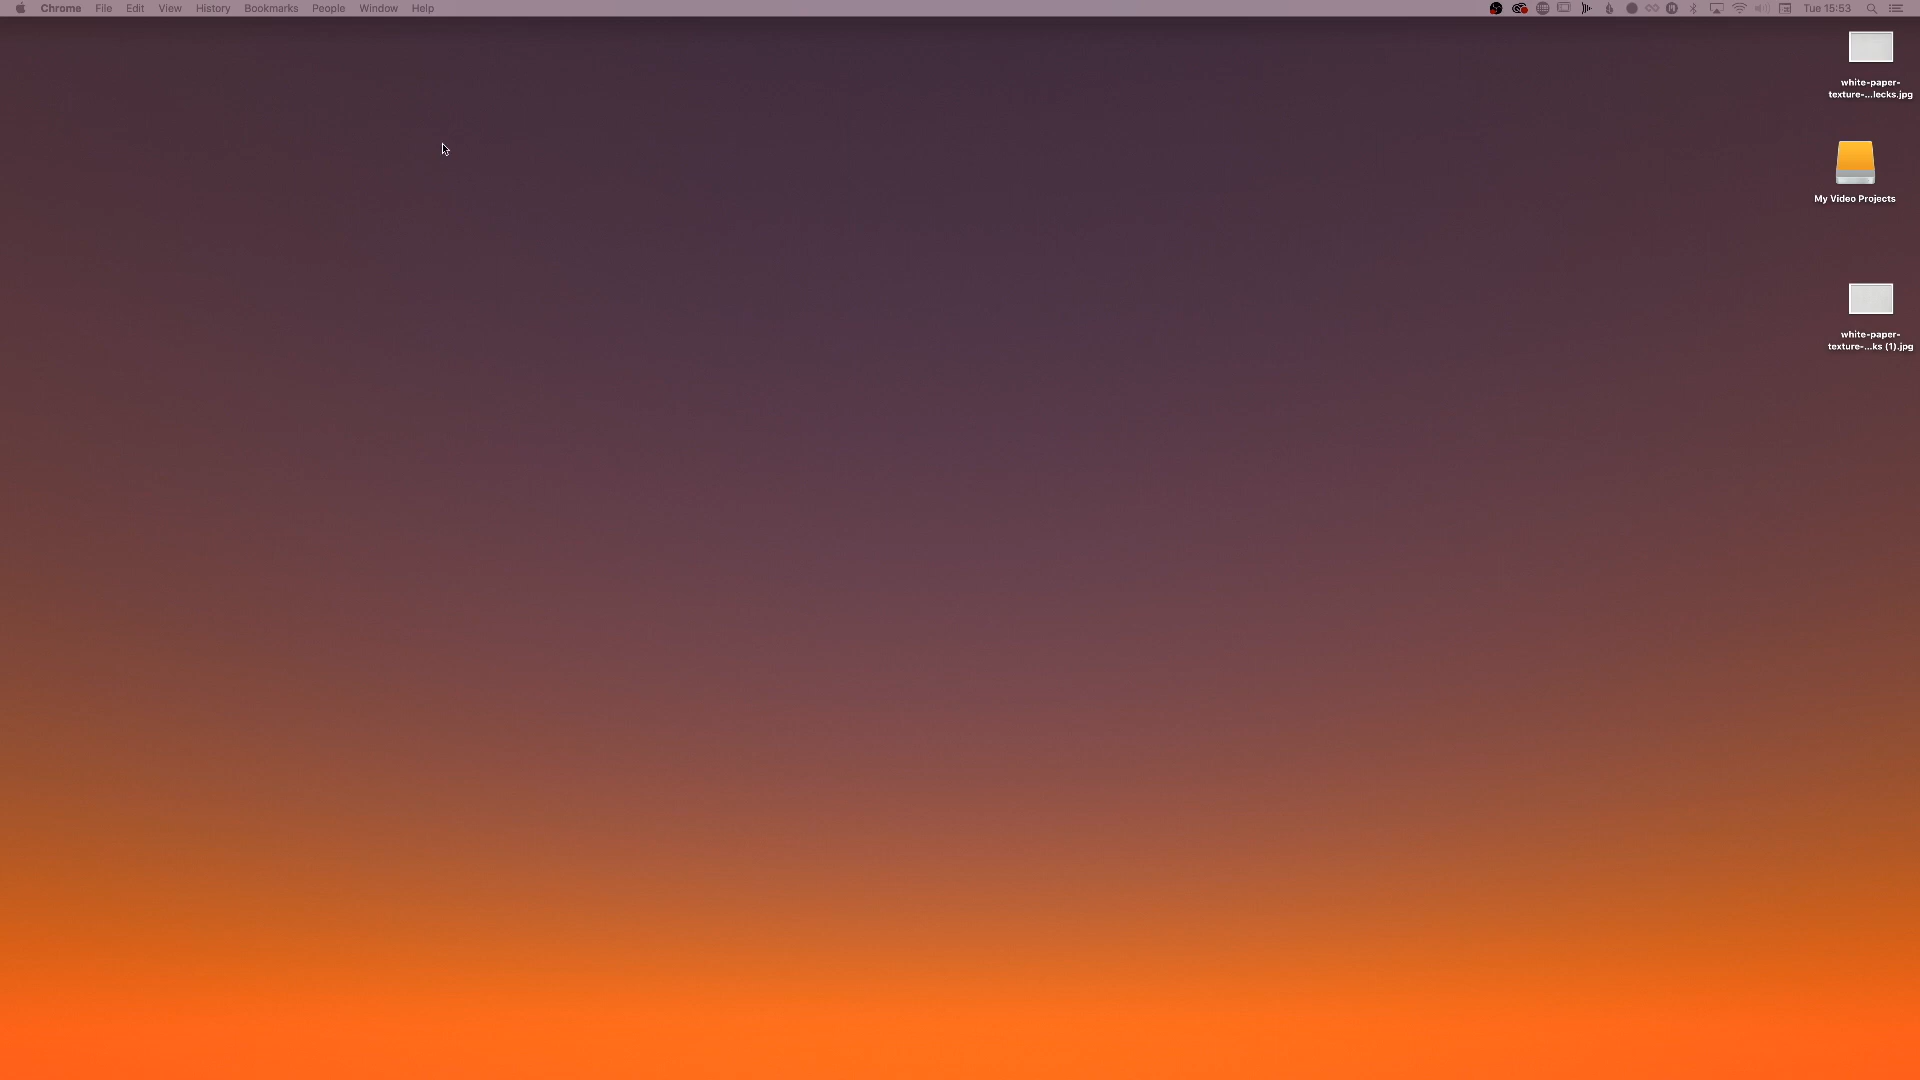 Chrome File Edit View History Bookmarks People Window Help Tue 15:53
white-paper-
texture-...lecks.jpg
My Video Projects
white-paper-
texture-...ks (1).jpg